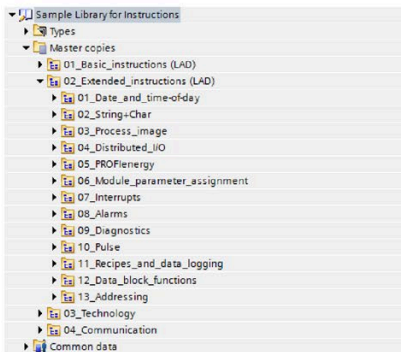 Sample Library for Instructions
Types
Master copies
01_Basic_instructions (LAD)
02_Extended_instructions (LAD)
01_Date_and_time-of-day
02_String+Char
03_Process_image
04_Distributed_I/O
05_PROFIenergy
06_Module_parameter_assignment
07_Interrupts
08_Alarms
09_Diagnostics
10_Pulse
11_Recipes_and_data_logging
12_Data_block_functions
13_Addressing
03_Technology
04_Communication
Common data